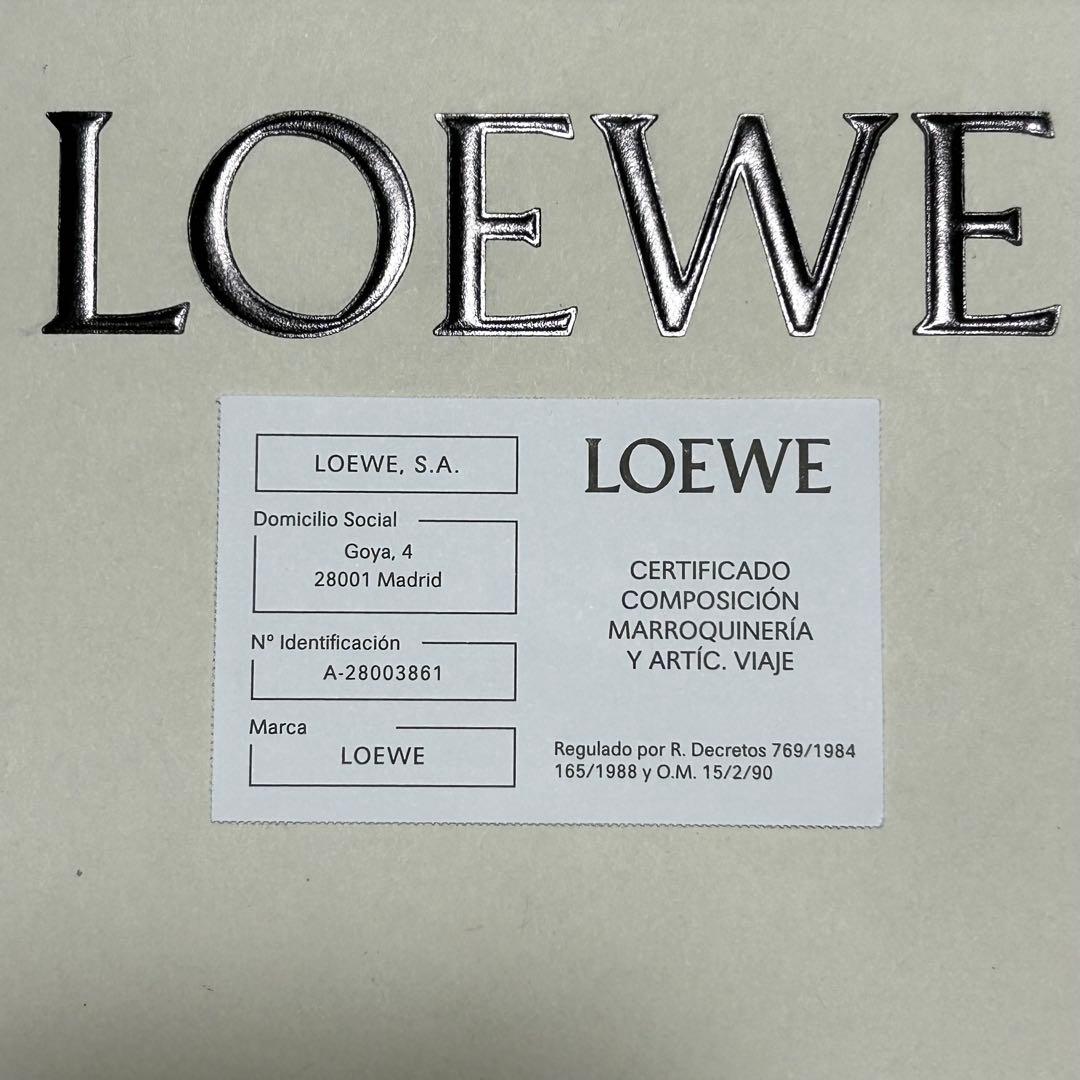 LOEWE
LOEWE, S.A.
Domicilio Social
Goya, 4
28001 Madrid
Nº Identificación
A-28003861
Marca
LOEWE
LOEWE
CERTIFICADO
COMPOSICIÓN
MARROQUINERÍA
Y ARTÍC. VIAJE
Regulado por R. Decretos 769/1984
165/1988 y O.M. 15/2/90